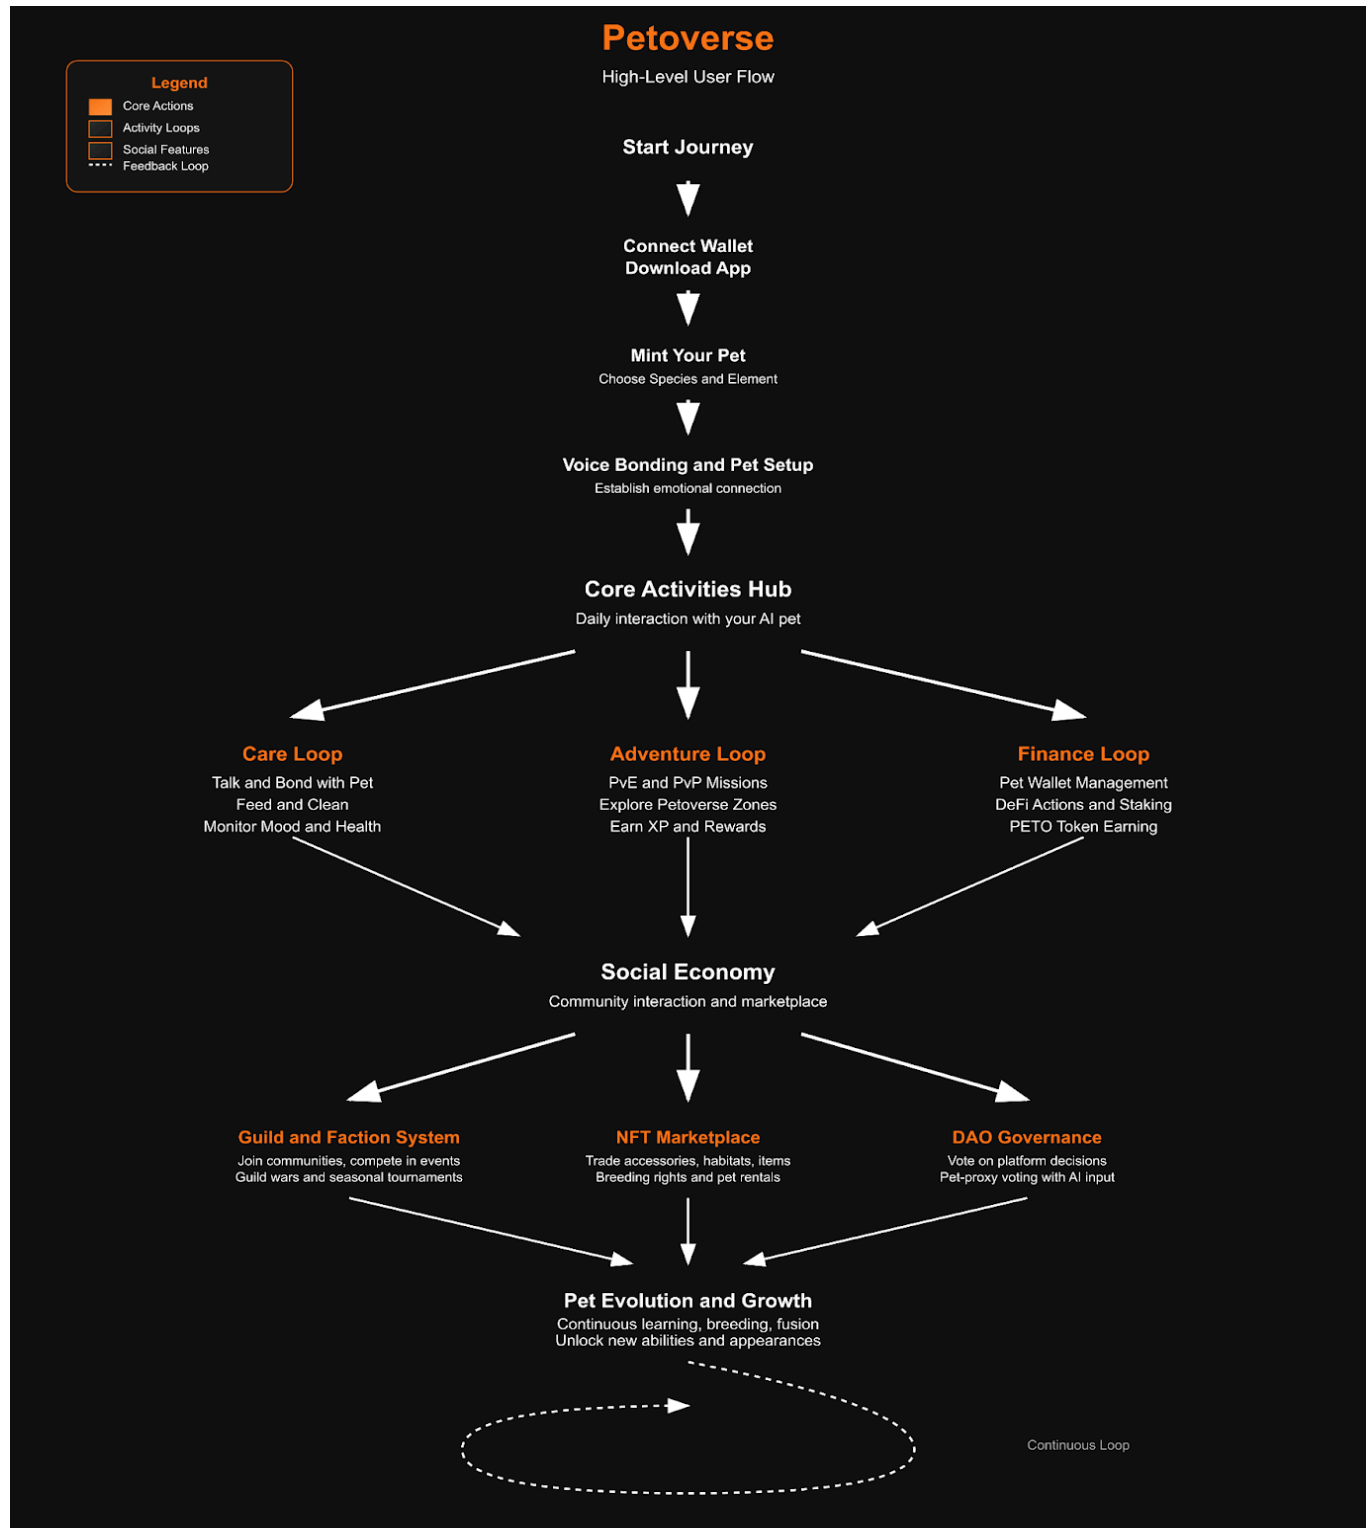 Petoverse
High-Level User Flow
Legend
Core Actions
Activity Loops
Social Features
Feedback Loop
Start Journey
Connect Wallet
Download App
Mint Your Pet
Choose Species and Element
Voice Bonding and Pet Setup
Establish emotional connection
Core Activities Hub
Daily interaction with your AI pet
Care Loop
Talk and Bond with Pet
Feed and Clean
Monitor Mood and Health
Adventure Loop
PvE and PvP Missions
Explore Petoverse Zones
Earn XP and Rewards
Finance Loop
Pet Wallet Management
DeFi Actions and Staking
PETO Token Earning
Social Economy
Community interaction and marketplace
Guild and Faction System
Join communities, compete in events
Guild wars and seasonal tournaments
NFT Marketplace
Trade accessories, habitats, items
Breeding rights and pet rentals
DAO Governance
Vote on platform decisions
Pet-proxy voting with AI input
Pet Evolution and Growth
Continuous learning, breeding, fusion
Unlock new abilities and appearances
Continuous Loop